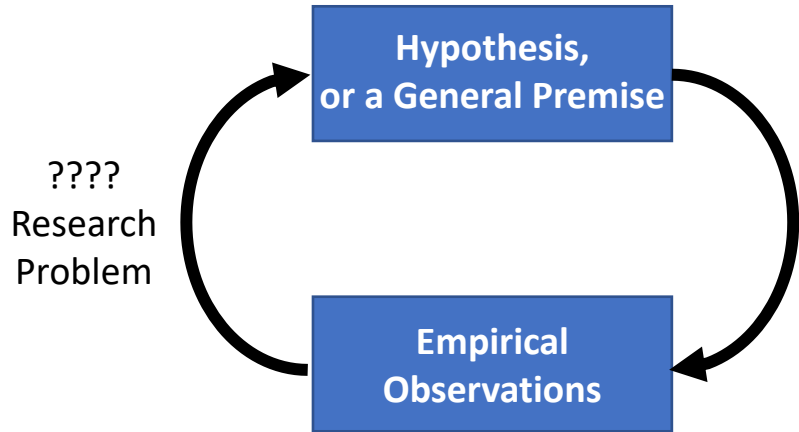 Hypothesis,
or a General Premise
????
Research
Problem
Empirical
Observations